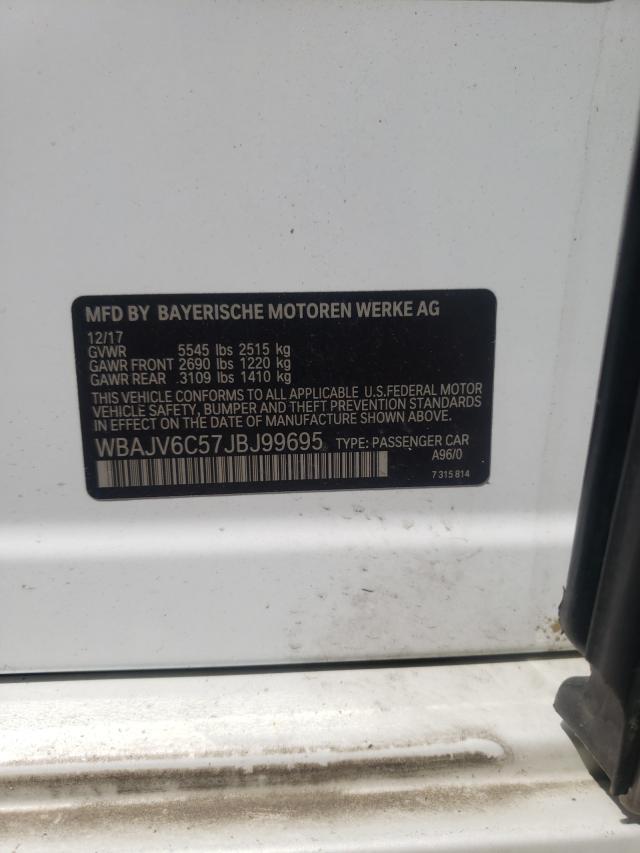 MFD BY BAYERISCHE MOTOREN WERKE AG
12/17
GVWR 5545 lbs 2515 kg
GAWR FRONT 2690 lbs 1220 kg
GAWR REAR .3109 lbs 1410 kg
THIS VEHICLE CONFORMS TO ALL APPLICABLE U.S.FEDERAL MOTOR
VEHICLE SAFETY, BUMPER, AND THEFT PREVENTION STANDARDS
IN EFFECT ON THE DATE OF MANUFACTURE SHOWN ABOVE.
WBAJV6C57JBJ99695 TYPE: PASSENGER CAR
A96/0
7 315 814